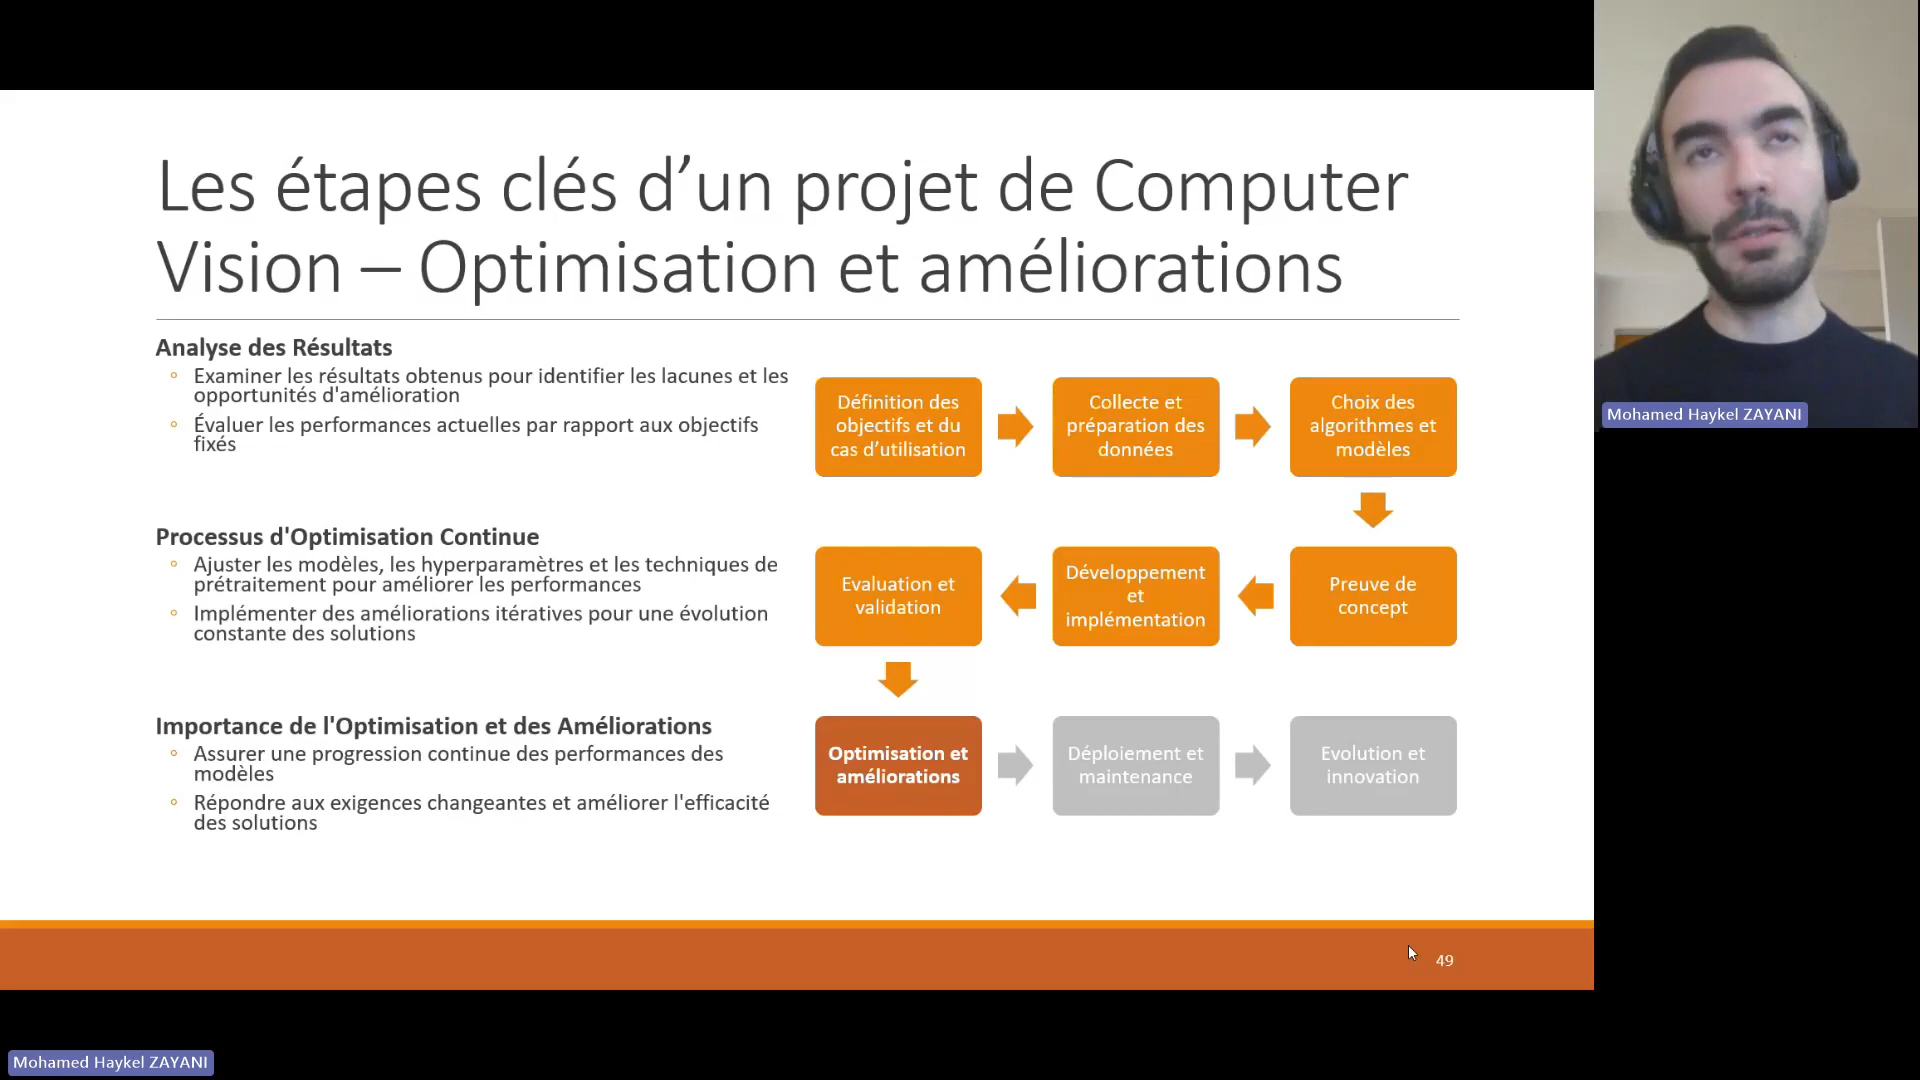 Les étapes clés d’un projet de Computer
Vision – Optimisation et améliorations
Analyse des Résultats
Examiner les résultats obtenus pour identifier les lacunes et les
opportunités d'amélioration
Évaluer les performances actuelles par rapport aux objectifs
fixés
Processus d'Optimisation Continue
Ajuster les modèles, les hyperparamètres et les techniques de
prétraitement pour améliorer les performances
Implémenter des améliorations itératives pour une évolution
constante des solutions
Importance de l'Optimisation et des Améliorations
Assurer une progression continue des performances des
modèles
Répondre aux exigences changeantes et améliorer l'efficacité
des solutions
Définition des
objectifs et du
cas d’utilisation
Collecte et
préparation des
données
Choix des
algorithmes et
modèles
Preuve de
concept
Développement
et
implémentation
Evaluation et
validation
Optimisation et
améliorations
Déploiement et
maintenance
Evolution et
innovation
49
Mohamed Haykel ZAYANI
Mohamed Haykel ZAYANI